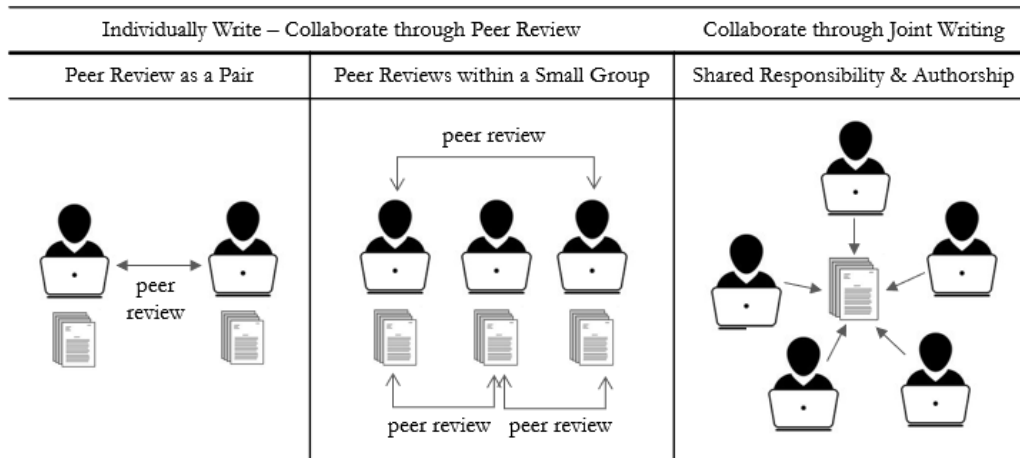 Individually Write – Collaborate through Peer Review
Collaborate through Joint Writing
Peer Review as a Pair
Peer Reviews within a Small Group
Shared Responsibility & Authorship
peer review
peer
review
peer review
peer review